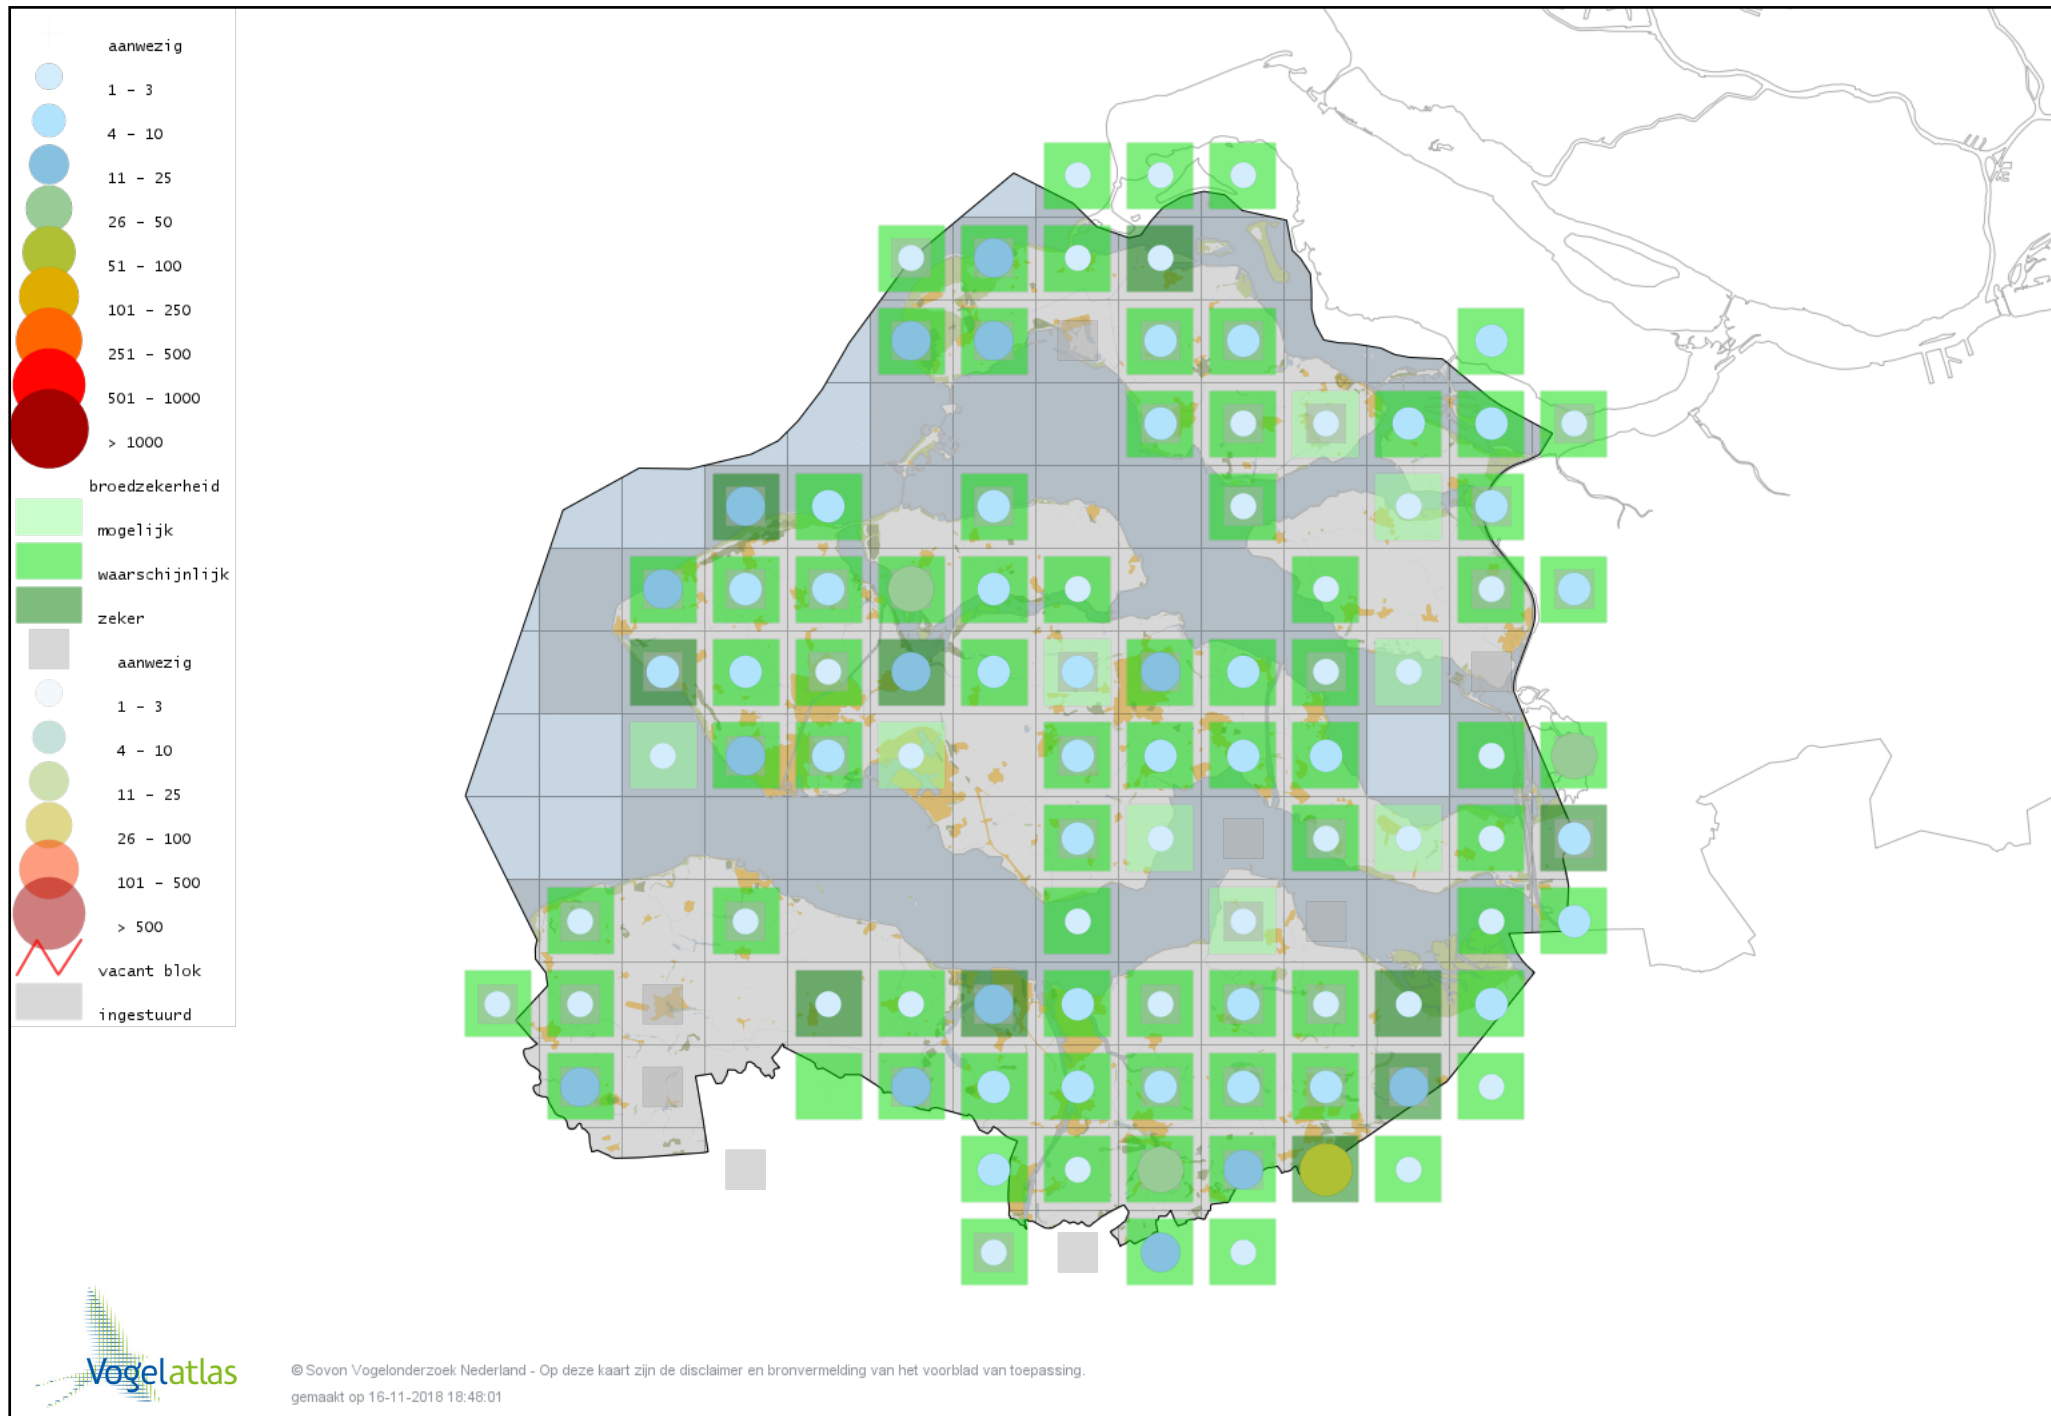 aanwezig
1 - 3
4 - 10
11 - 25
26 - 50
51 - 100
101 - 250
251 - 500
501 - 1000
> 1000
broedzekerheid
mogelijk
waarschijnlijk
zeker
aanwezig
1 - 3
4 - 10
11 - 25
26 - 100
101 - 500
> 500
vacant blok
ingestuurd
Vogelatlas
© Sovon Vogelonderzoek Nederland - Op deze kaart zijn de disclaimer en bronvermelding van het voorblad van toepassing.
gemaakt op 16-11-2018 18:48:01